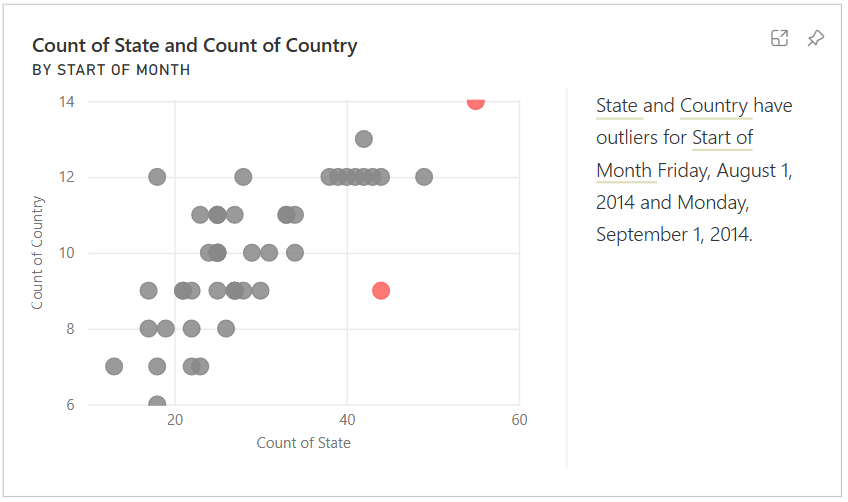 Count of State and Count of Country
BY START OF MONTH
State and Country have
outliers for Start of
Month Friday, August 1,
2014 and Monday,
September 1, 2014.
Count of Country
14
12
10
8
6
20
40
60
Count of State